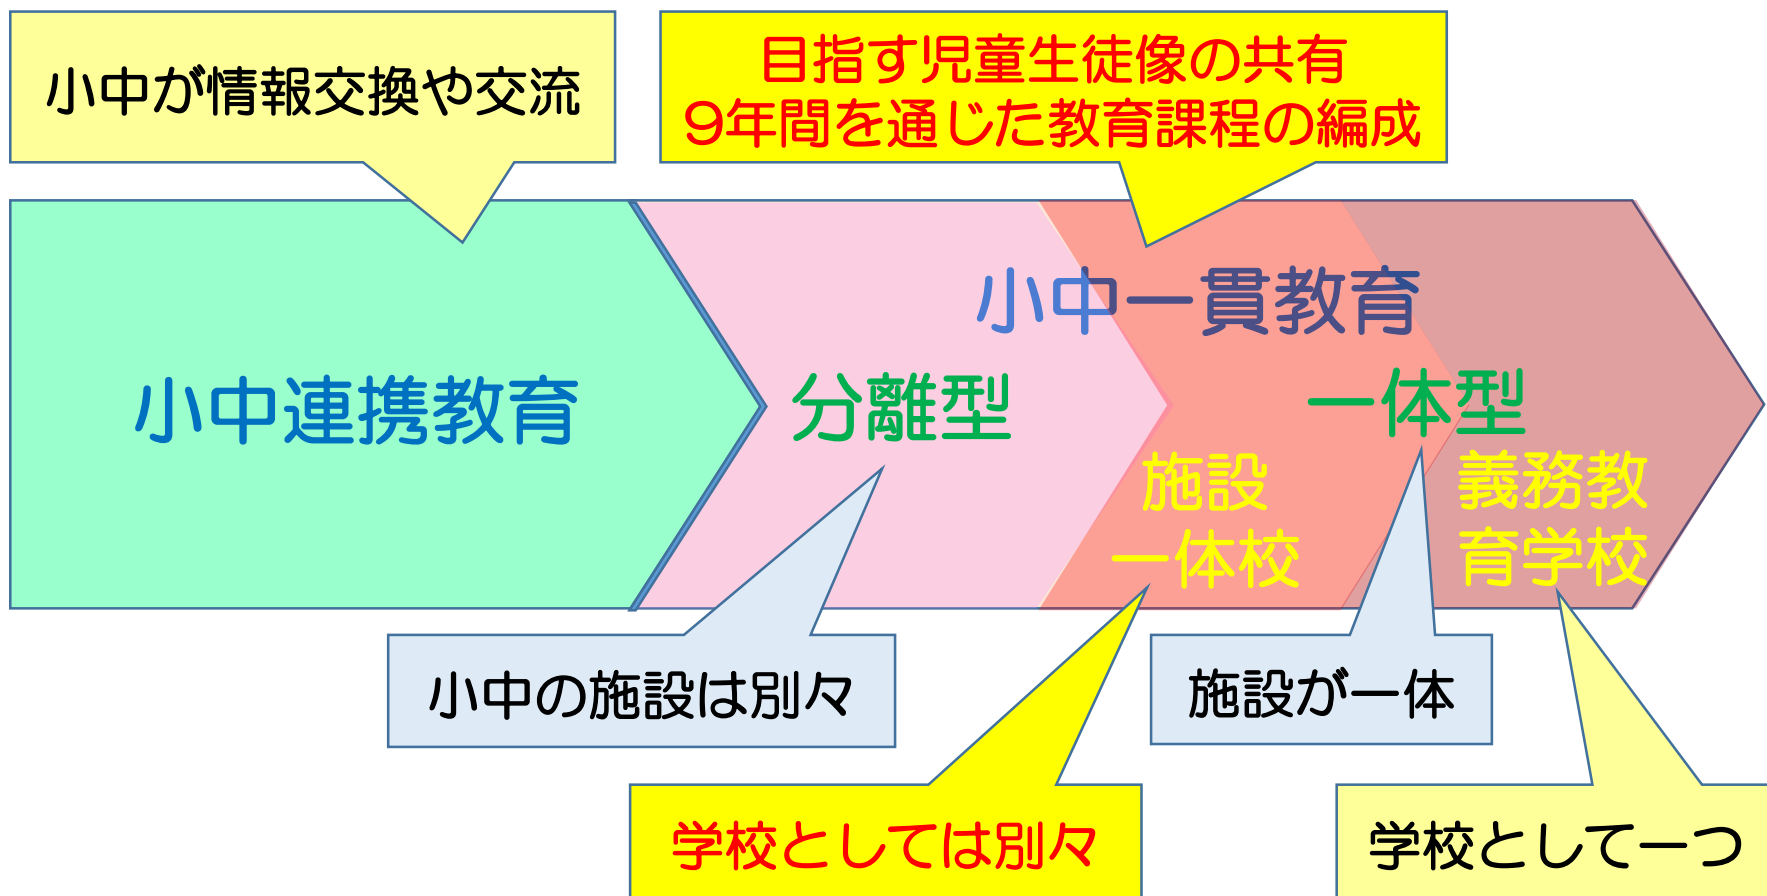 小中が情報交換や交流
目指す児童生徒像の共有
9年間を通じた教育課程の編成
小中一貫教育
小中連携教育
分離型
一体型
施設
一体校
義務教
育学校
小中の施設は別々
施設が一体
学校としては別々
学校として一つ